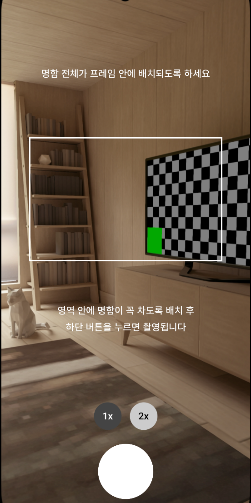 명함 전체가 프레임 안에 배치되도록 하세요
영역 안에 명함이 꼭 차도록 배치 후
하단 버튼을 누르면 촬영됩니다
1x
2x